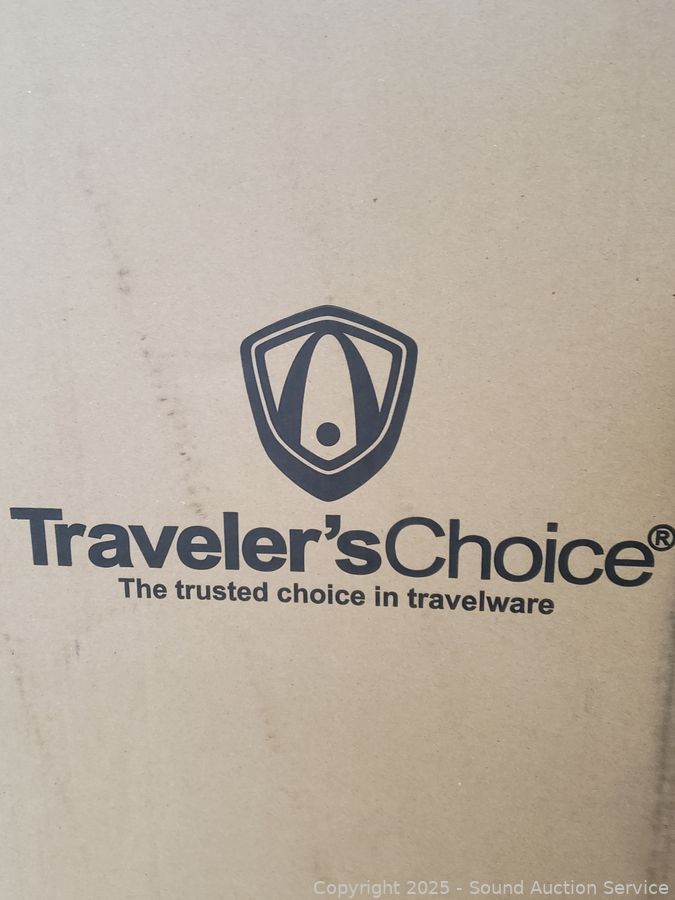 Traveler'sChoice®
The trusted choice in travelware
Copyright 2025 - Sound Auction Service